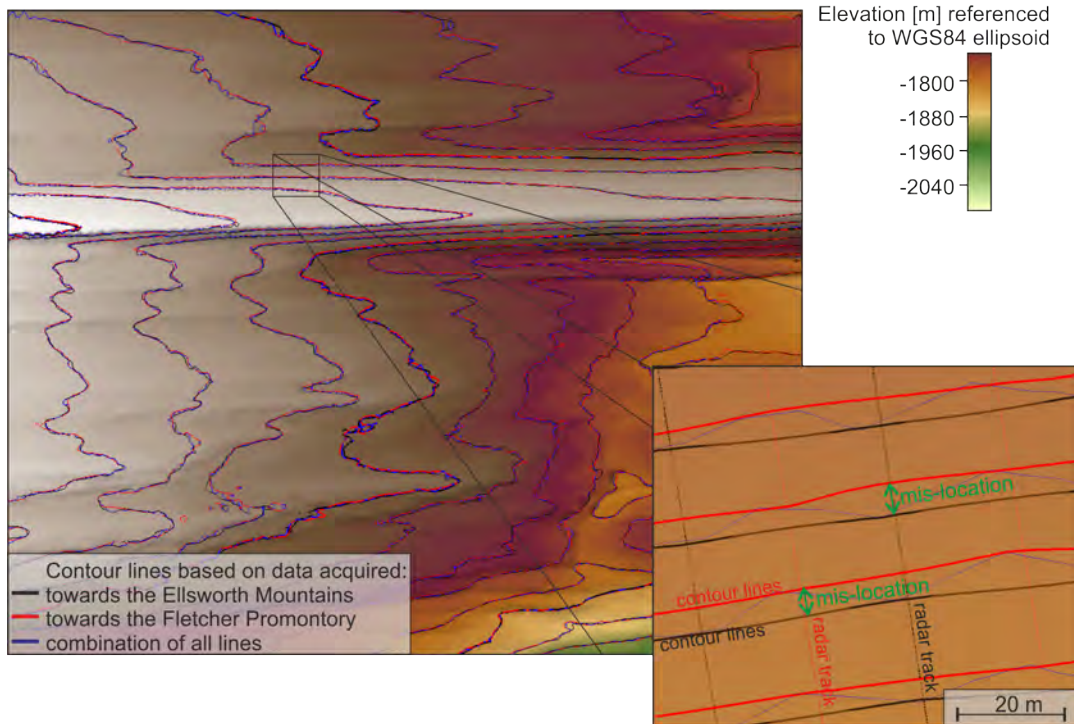 Elevation [m] referenced
to WGS84 ellipsoid
-1800
-1880
-1960
-2040
Contour lines based on data acquired:
towards the Ellsworth Mountains
towards the Fletcher Promontory
combination of all lines
mis-location
contour lines
mis-location
contour lines
radar track
radar track
20 m